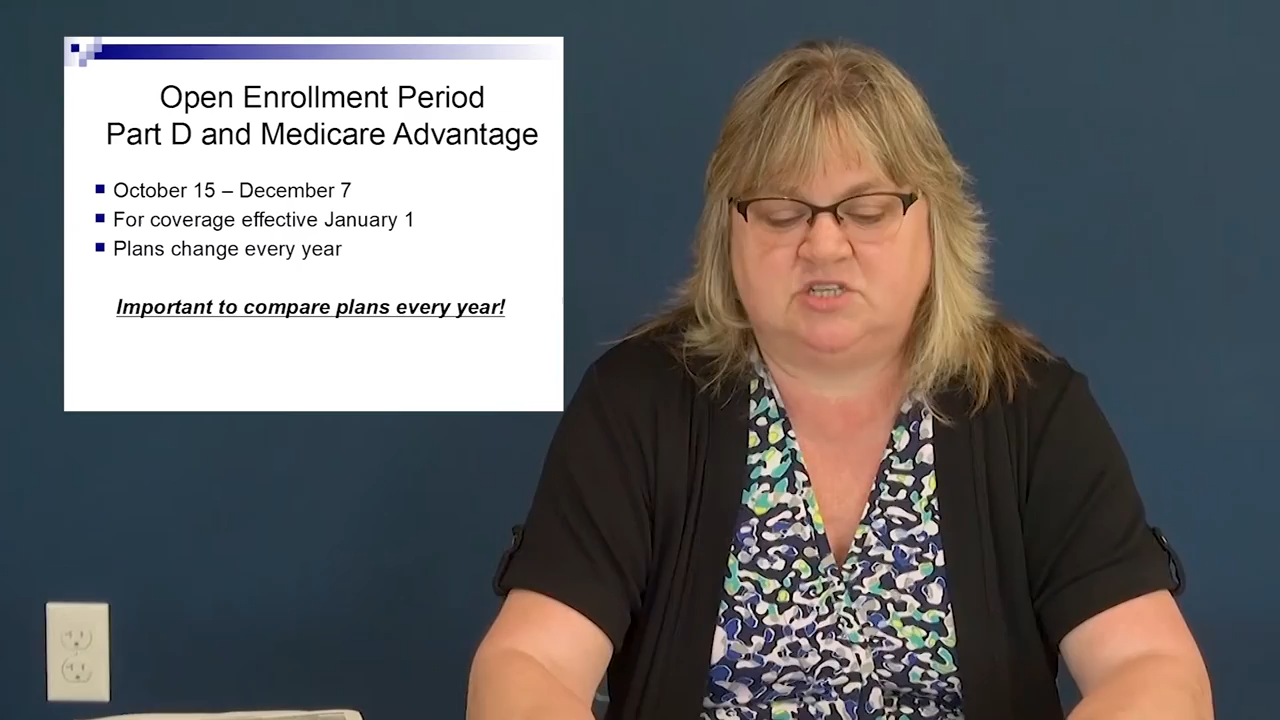 Open Enrollment Period
Part D and Medicare Advantage
October 15 – December 7
For coverage effective January 1
Plans change every year
Important to compare plans every year!